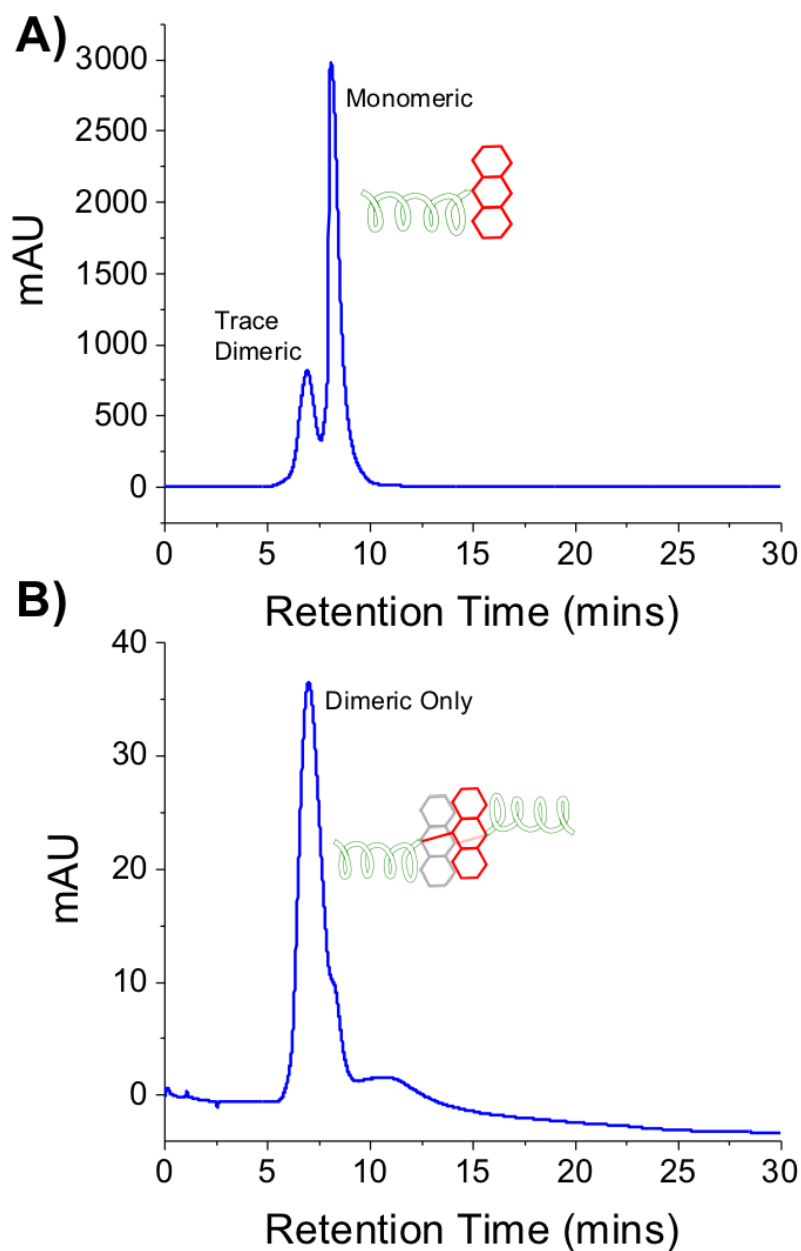 A)
3000
2500
2000
1500
1000
500
0
mAU
Monomeric
Trace
Dimeric
0 5 10 15 20 25 30
Retention Time (mins)
B)
40
30
20
10
0
mAU
Dimeric Only
0 5 10 15 20 25 30
Retention Time (mins)